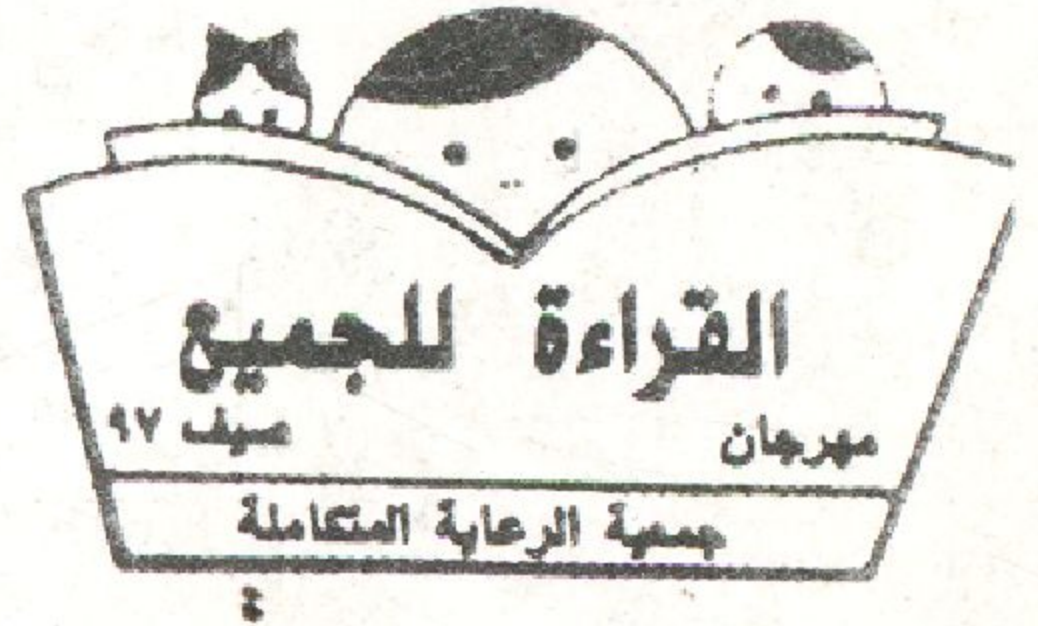 القراءة للجميع
مهرجان صيف ٩٧
جمعية الرعاية المتكاملة